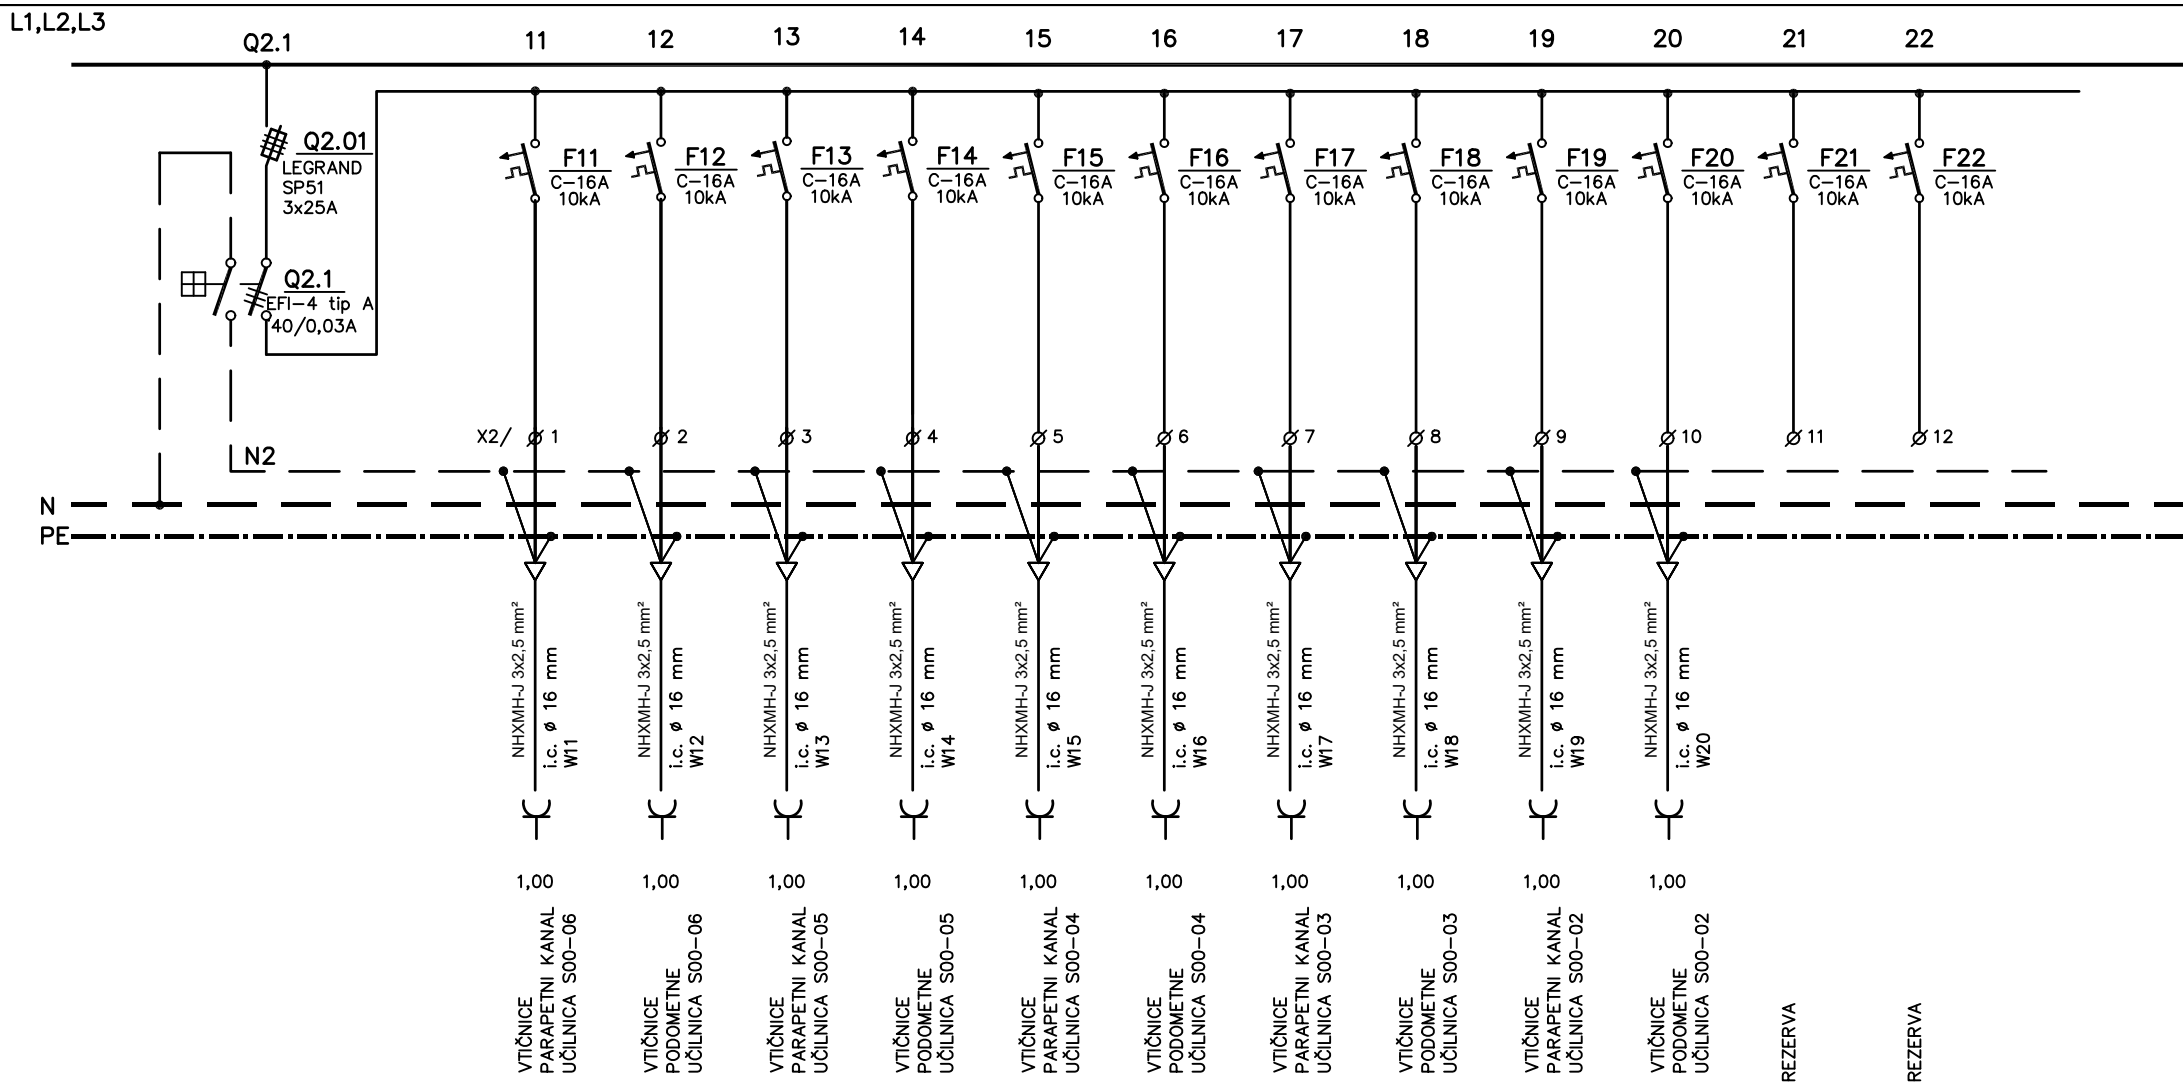 L1,L2,L3
Q2.1
11
12
13
14
15
16
17
18
19
20
21
22
Q2.01
LEGRAND
SP51
3x25A
Q2.1
EFI-4 tip A
40/0,03A
F11
C-16A
10kA
F12
C-16A
10kA
F13
C-16A
10kA
F14
C-16A
10kA
F15
C-16A
10kA
F16
C-16A
10kA
F17
C-16A
10kA
F18
C-16A
10kA
F19
C-16A
10kA
F20
C-16A
10kA
F21
C-16A
10kA
F22
C-16A
10kA
X2/
1
2
3
4
5
6
7
8
9
10
11
12
N2
N
PE
NHXMH-J 3x2,5 mm²
i.c. ø 16 mm
W11
NHXMH-J 3x2,5 mm²
i.c. ø 16 mm
W12
NHXMH-J 3x2,5 mm²
i.c. ø 16 mm
W13
NHXMH-J 3x2,5 mm²
i.c. ø 16 mm
W14
NHXMH-J 3x2,5 mm²
i.c. ø 16 mm
W15
NHXMH-J 3x2,5 mm²
i.c. ø 16 mm
W16
NHXMH-J 3x2,5 mm²
i.c. ø 16 mm
W17
NHXMH-J 3x2,5 mm²
i.c. ø 16 mm
W18
NHXMH-J 3x2,5 mm²
i.c. ø 16 mm
W19
NHXMH-J 3x2,5 mm²
i.c. ø 16 mm
W20
1,00
1,00
1,00
1,00
1,00
1,00
1,00
1,00
1,00
1,00
VTIČNICE
PARAPETNI KANAL
UČILNICA S00-06
VTIČNICE
PODOMETNE
UČILNICA S00-06
VTIČNICE
PARAPETNI KANAL
UČILNICA S00-05
VTIČNICE
PODOMETNE
UČILNICA S00-05
VTIČNICE
PARAPETNI KANAL
UČILNICA S00-04
VTIČNICE
PODOMETNE
UČILNICA S00-04
VTIČNICE
PARAPETNI KANAL
UČILNICA S00-03
VTIČNICE
PODOMETNE
UČILNICA S00-03
VTIČNICE
PARAPETNI KANAL
UČILNICA S00-02
VTIČNICE
PODOMETNE
UČILNICA S00-02
REZERVA
REZERVA